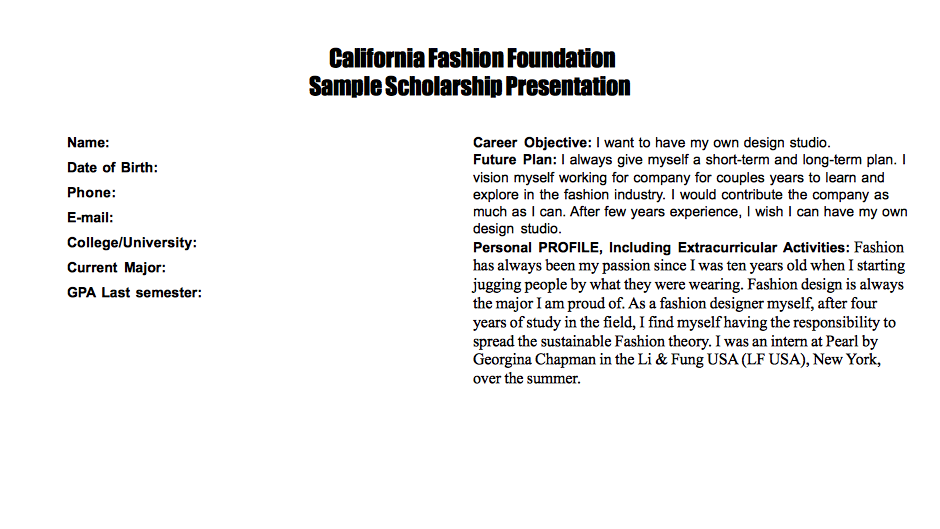 California Fashion Foundation
Sample Scholarship Presentation
Name:
Date of Birth:
Phone:
E-mail:
College/University:
Current Major:
GPA Last semester:
Career Objective: I want to have my own design studio.
Future Plan: I always give myself a short-term and long-term plan. I
vision myself working for company for couples years to learn and
explore in the fashion industry. I would contribute the company as
much as I can. After few years experience, I wish I can have my own
design studio.
Personal PROFILE, Including Extracurricular Activities: Fashion
has always been my passion since I was ten years old when I starting
jugging people by what they were wearing. Fashion design is always
the major I am proud of. As a fashion designer myself, after four
years of study in the field, I find myself having the responsibility to
spread the sustainable Fashion theory. I was an intern at Pearl by
Georgina Chapman in the Li & Fung USA (LF USA), New York,
over the summer.